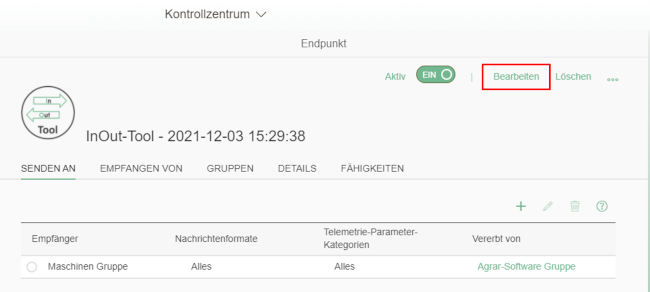 Kontrollzentrum
Endpunkt
Aktiv EIN | Bearbeiten Löschen
In
Out
Tool
InOut-Tool - 2021-12-03 15:29:38
SENDEN AN EMPFANGEN VON GRUPPEN DETAILS FÄHIGKEITEN
Empfänger Nachrichtenformate Telemetrie-Parameter-
Kategorien Vererbt von
Maschinen Gruppe Alles Alles Agrar-Software Gruppe